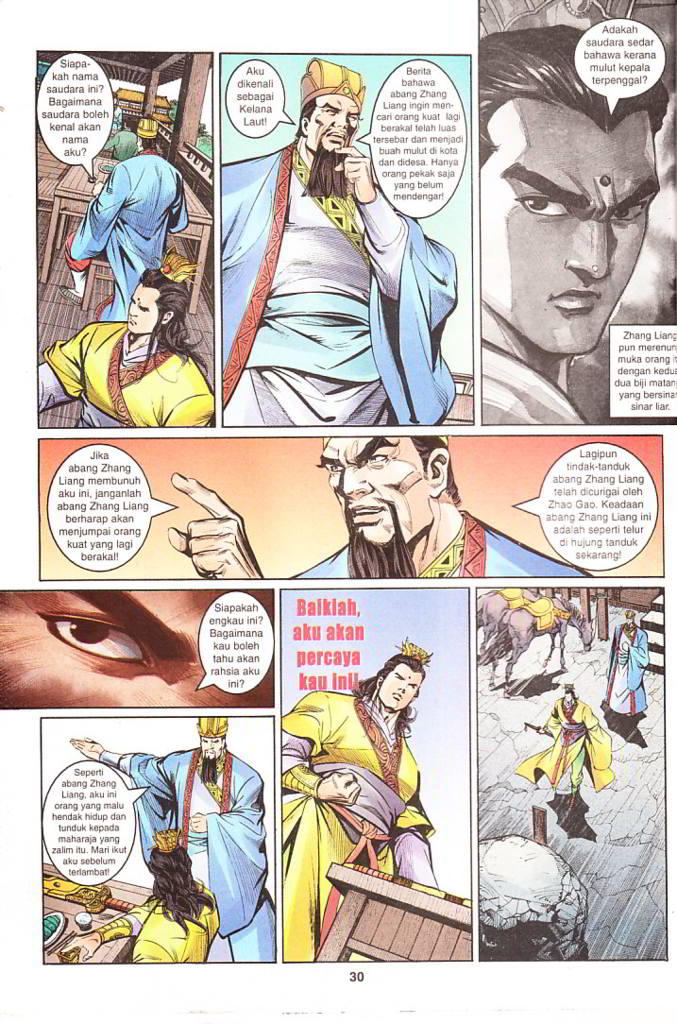 Siapa-
kah nama
saudara ini?
Bagaimana
saudara boleh
kenal akan
nama
aku?
Aku
dikenali
sebagai
Kelana
Laut!
Berita
bahawa
abang Zhang
Liang ingin men-
cari orang kuat lagi
berakal telah luas
tersebar dan menjadi
buah mulut di kota
dan didesa. Hanya
orang pekak saja
yang belum
mendengar!
Adakah
saudara sedar
bahawa kerana
mulut kepala
terpenggal?
Zhang Liang
pun merenun
muka orang it
dengan kedua
dua biji matan
yang bersinar
sinar liar.
Jika
abang Zhang
Liang membunuh
aku ini, janganlah
abang Zhang Liang
berharap akan
menjumpai orang
kuat yang lagi
berakal!
Lagipun
tindak-tanduk
abang Zhang Liang
telah dicurigai oleh
Zhao Gao. Keadaan
abang Zhang Liang ini
adalah seperti telur
di hujung tanduk
sekarang!
Siapakah
engkau ini?
Bagaimana
kau boleh
tahu akan
rahsia aku
ini?
Seperti
abang Zhang
Liang, aku ini
orang yang malu
hendak hidup dan
tunduk kepada
maharaja yang
zalim itu. Mari ikut
aku sebelum
terlambat!
Baiklah,
aku akan
percaya
kau ini!
30